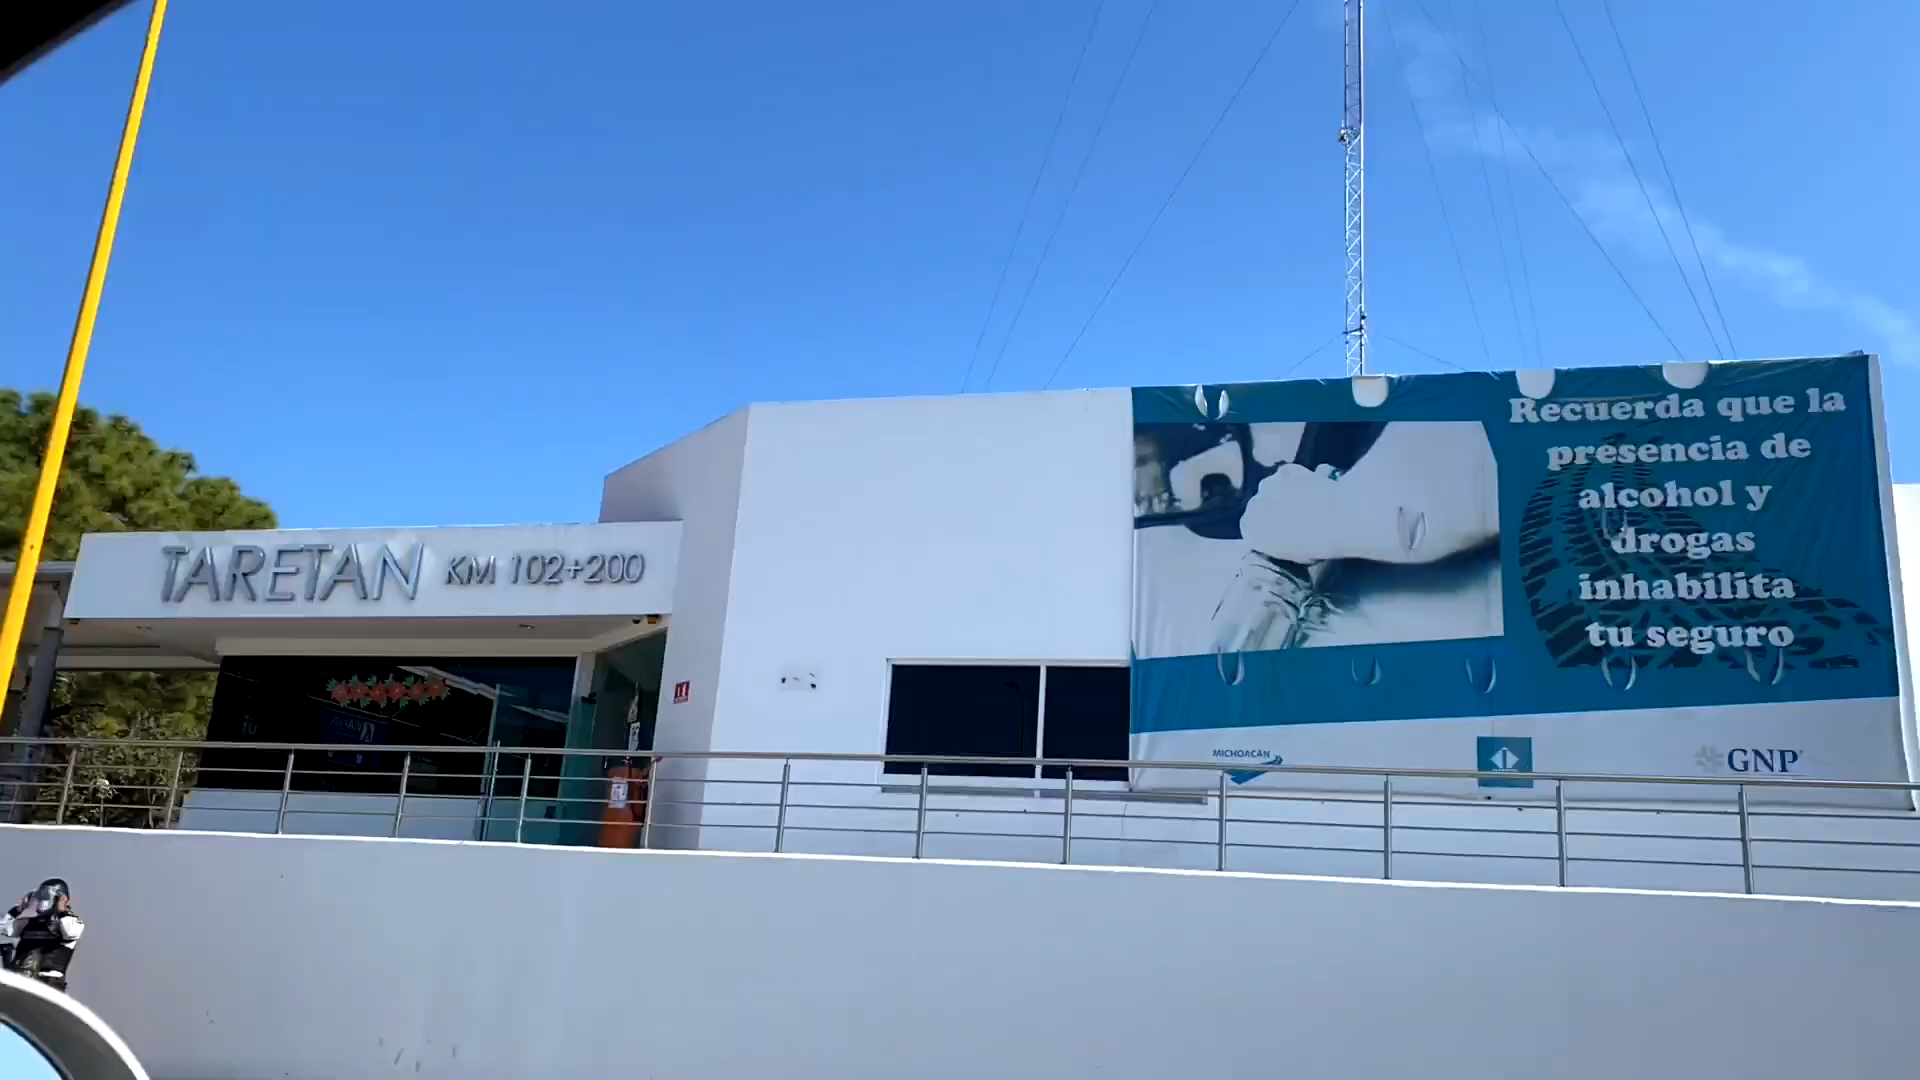 TARETAN KM 102+200
Recuerda que la
presencia de
alcohol y
drogas
inhabilita
tu seguro
MICHOACÁN
GNP